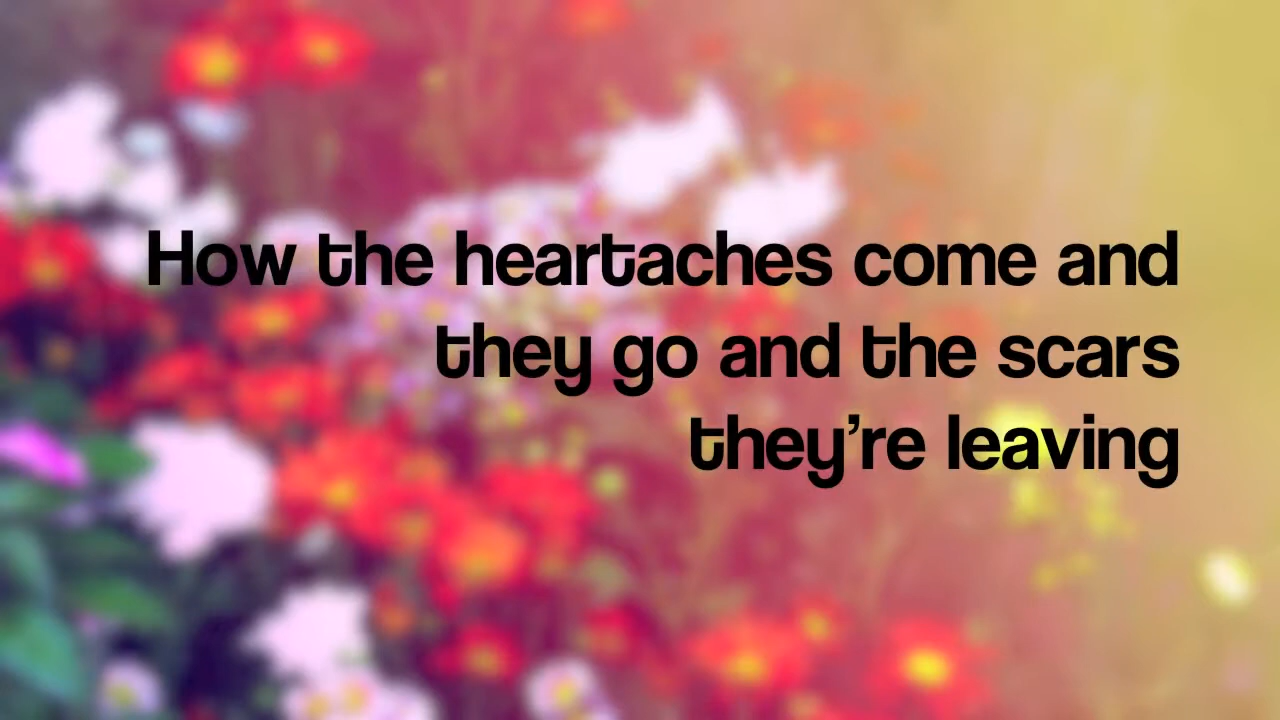 How the heartaches come and
they go and the scars
they’re leaving